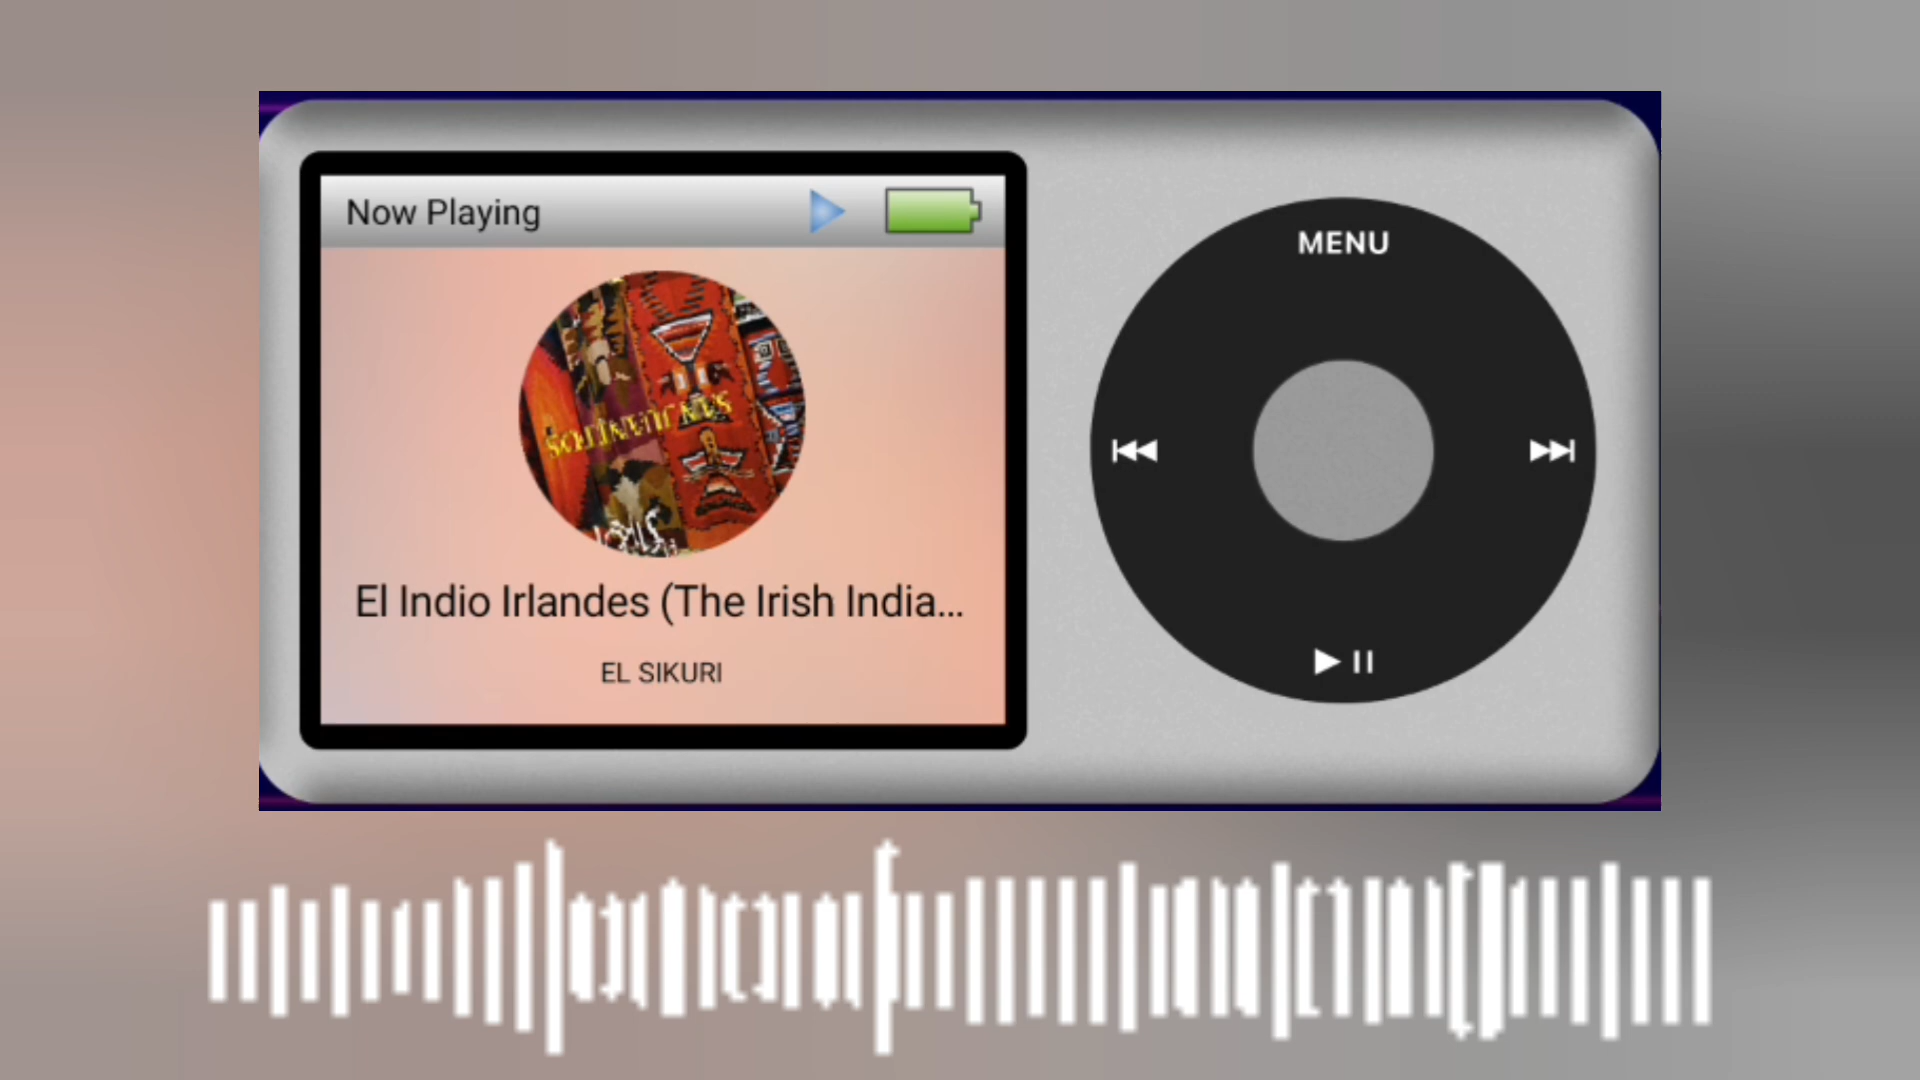 Now Playing
MENU
El Indio Irlandes (The Irish India...
EL SIKURI